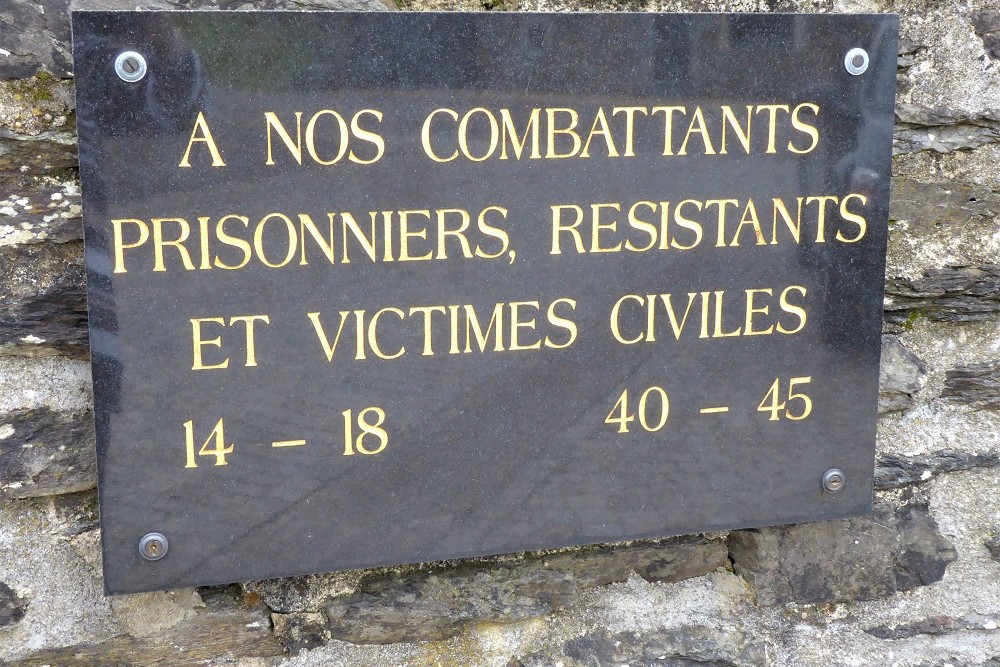 A NOS COMBATTANTS
PRISONNIERS, RESISTANTS
ET VICTIMES CIVILES
14 – 18 40 – 45